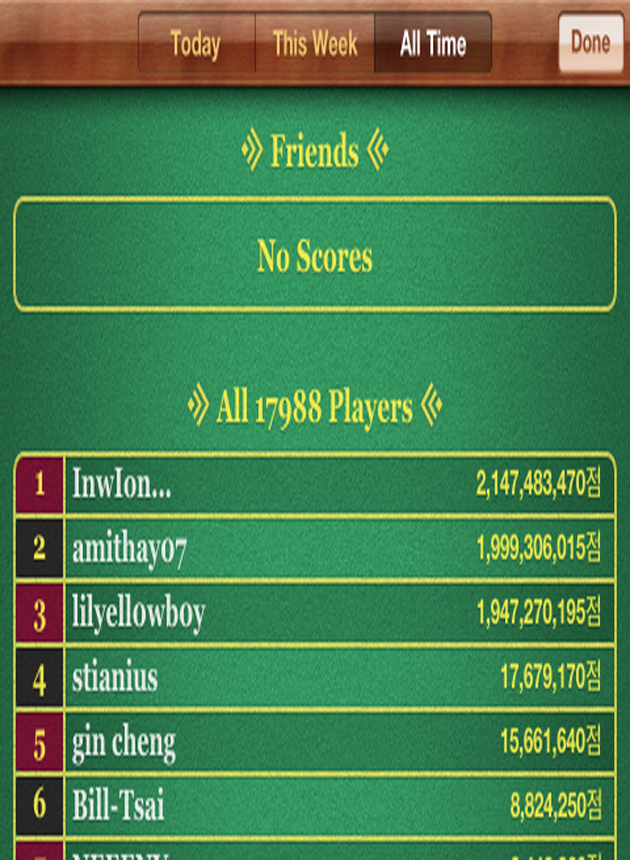 Today This Week All Time Done
Friends
No Scores
All 17988 Players
1 InwIon... 2,147,483,470점
2 amithay07 1,999,306,015점
3 lilyellowboy 1,947,270,195점
4 stianius 17,679,170점
5 gin cheng 15,661,640점
6 Bill-Tsai 8,824,250점